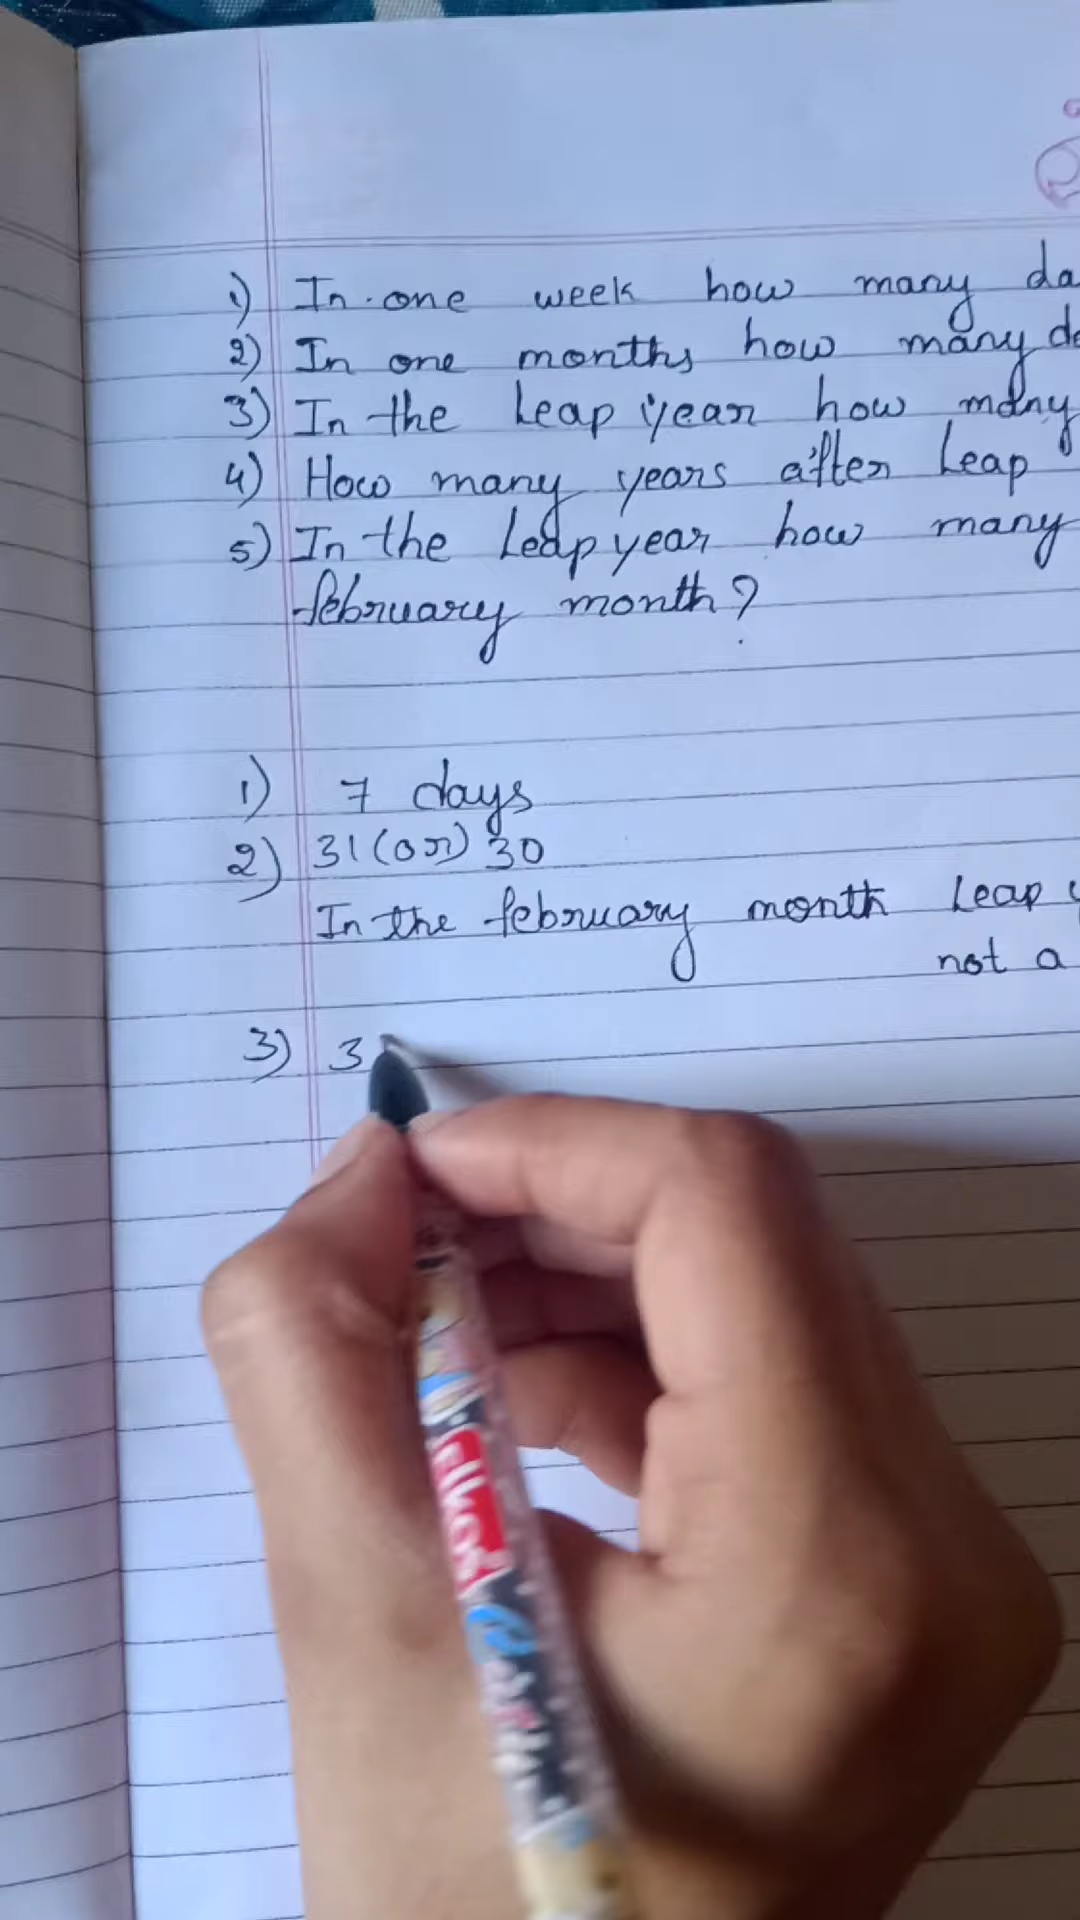 1) In one week how many da
2) In one months how many d
3) In the Leap year how many
4) How many years after Leap
5) In the Leap year how many
february month?
1) 7 days
2) 31 (or) 30
In the february month Leap y
not a
3) 3
elkos